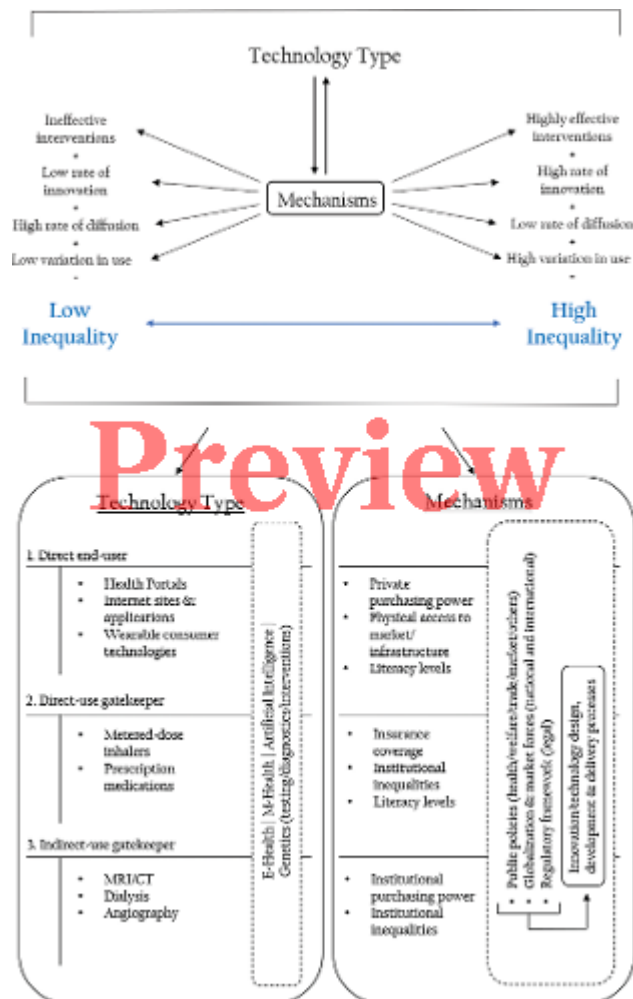 Technology Type
Ineffective
interventions
Low rate of
innovation
High rate of diffusion
Low variation in use
Low
Inequality
Mechanisms
Highly effective
interventions
High rate of
innovation
Low rate of diffusion
High variation in use
High
Inequality
Preview
Technology Type
1. Direct end-user
• Health Portals
• Internet sites &
applications
• Wearable consumer
technologies
2. Direct-use gatekeeper
• Metered-dose
inhalers
• Prescription
medications
3. Indirect-use gatekeeper
• MRI/CT
• Dialysis
• Angiography
E-Health | M-Health | Artificial Intelligence |
Genetics (testing/diagnostics/interventions)
Mechanisms
• Private
purchasing power
• Physical access to
market/
infrastructure
• Literacy levels
• Insurance
coverage
• Institutional
inequalities
• Literacy levels
• Institutional
purchasing power
• Institutional
inequalities
• Public policies (health/welfare/trade/market/others)
• Globalization & market forces (national and international)
• Regulatory framework (legal)
Innovation/technology design,
development & delivery processes